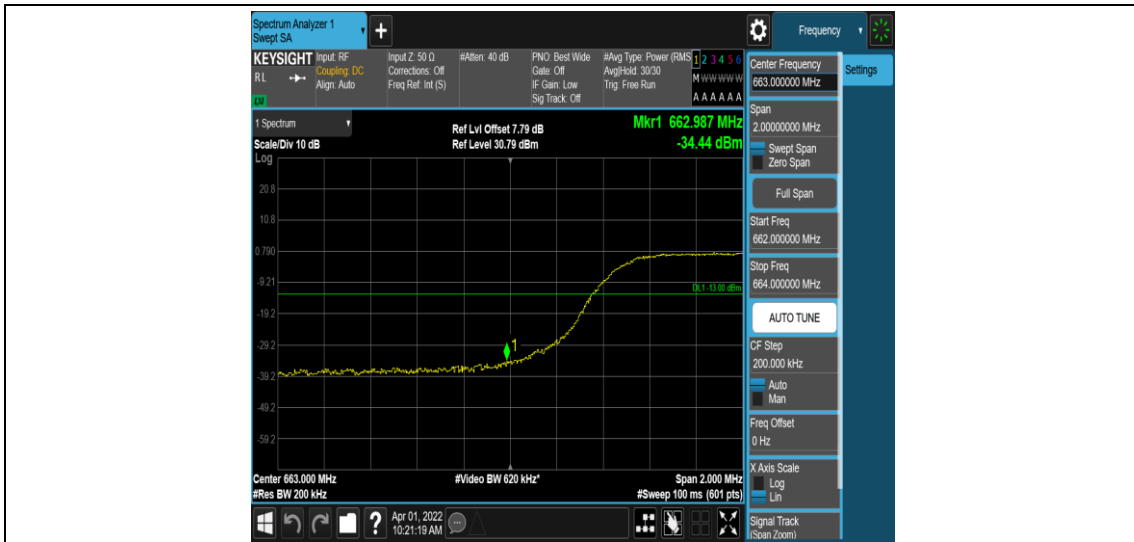 Spectrum Analyzer 1
Swept SA
+
Frequency
KEYSIGHT
RL
LXI
Input: RF
Coupling: DC
Align: Auto
Input Z: 50 Ω
Corrections: Off
Freq Ref: Int (S)
#Atten: 40 dB
PNO: Best Wide
Gate: Off
IF Gain: Low
Sig Track: Off
#Avg Type: Power (RMS
Avg|Hold: 30/30
Trig: Free Run
1 2 3 4 5 6
M W W W W W
A A A A A A
1 Spectrum
Scale/Div 10 dB
Log
Ref Lvl Offset 7.79 dB
Ref Level 30.79 dBm
Mkr1 662.987 MHz
-34.44 dBm
20.8
10.8
0.790
-9.21
DL1 -13.00 dBm
-19.2
-29.2
1
-39.2
-49.2
-59.2
Center 663.000 MHz
#Res BW 200 kHz
#Video BW 620 kHz*
Span 2.000 MHz
#Sweep 100 ms (601 pts)
Center Frequency
663.000000 MHz
Settings
Span
2.00000000 MHz
Swept Span
Zero Span
Full Span
Start Freq
662.000000 MHz
Stop Freq
664.000000 MHz
AUTO TUNE
CF Step
200.000 kHz
Auto
Man
Freq Offset
0 Hz
X Axis Scale
Log
Lin
Signal Track
(Span Zoom)
?
Apr 01, 2022
10:21:19 AM